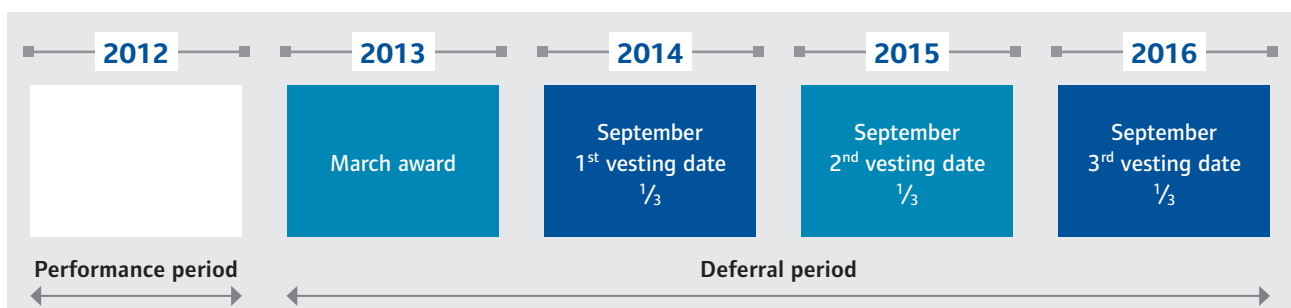 2012
2013
2014
2015
2016
March award
September
1st vesting date
1/3
September
2nd vesting date
1/3
September
3rd vesting date
1/3
Performance period
Deferral period